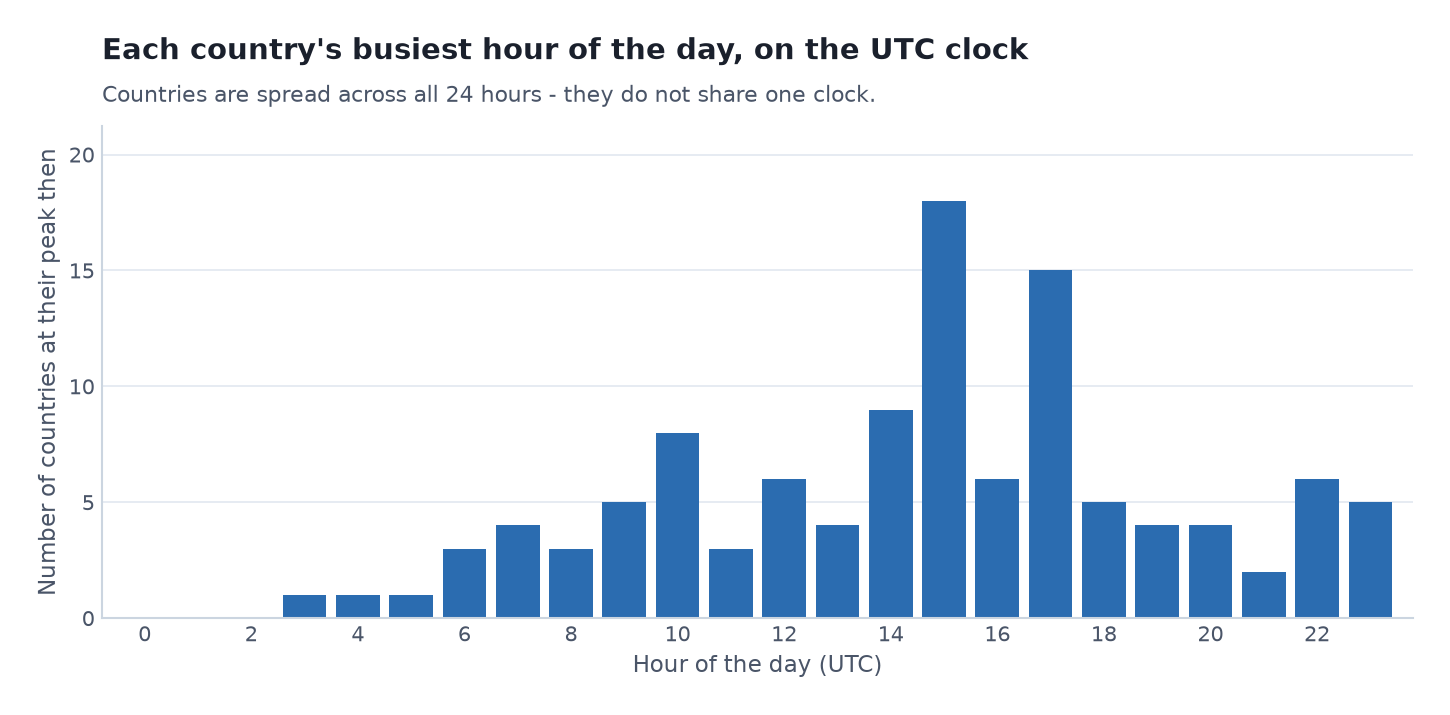 Each country's busiest hour of the day, on the UTC clock
Countries are spread across all 24 hours - they do not share one clock.
Number of countries at their peak then
20
15
10
5
0
0 2 4 6 8 10 12 14 16 18 20 22
Hour of the day (UTC)